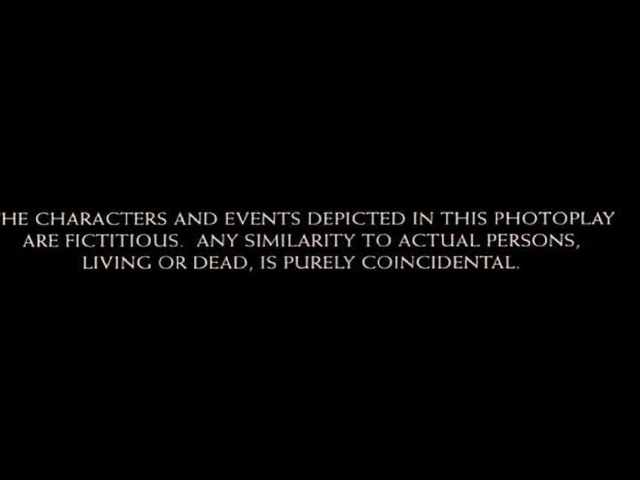 HE CHARACTERS AND EVENTS DEPICTED IN THIS PHOTOPLAY
ARE FICTITIOUS. ANY SIMILARITY TO ACTUAL PERSONS,
LIVING OR DEAD, IS PURELY COINCIDENTAL.